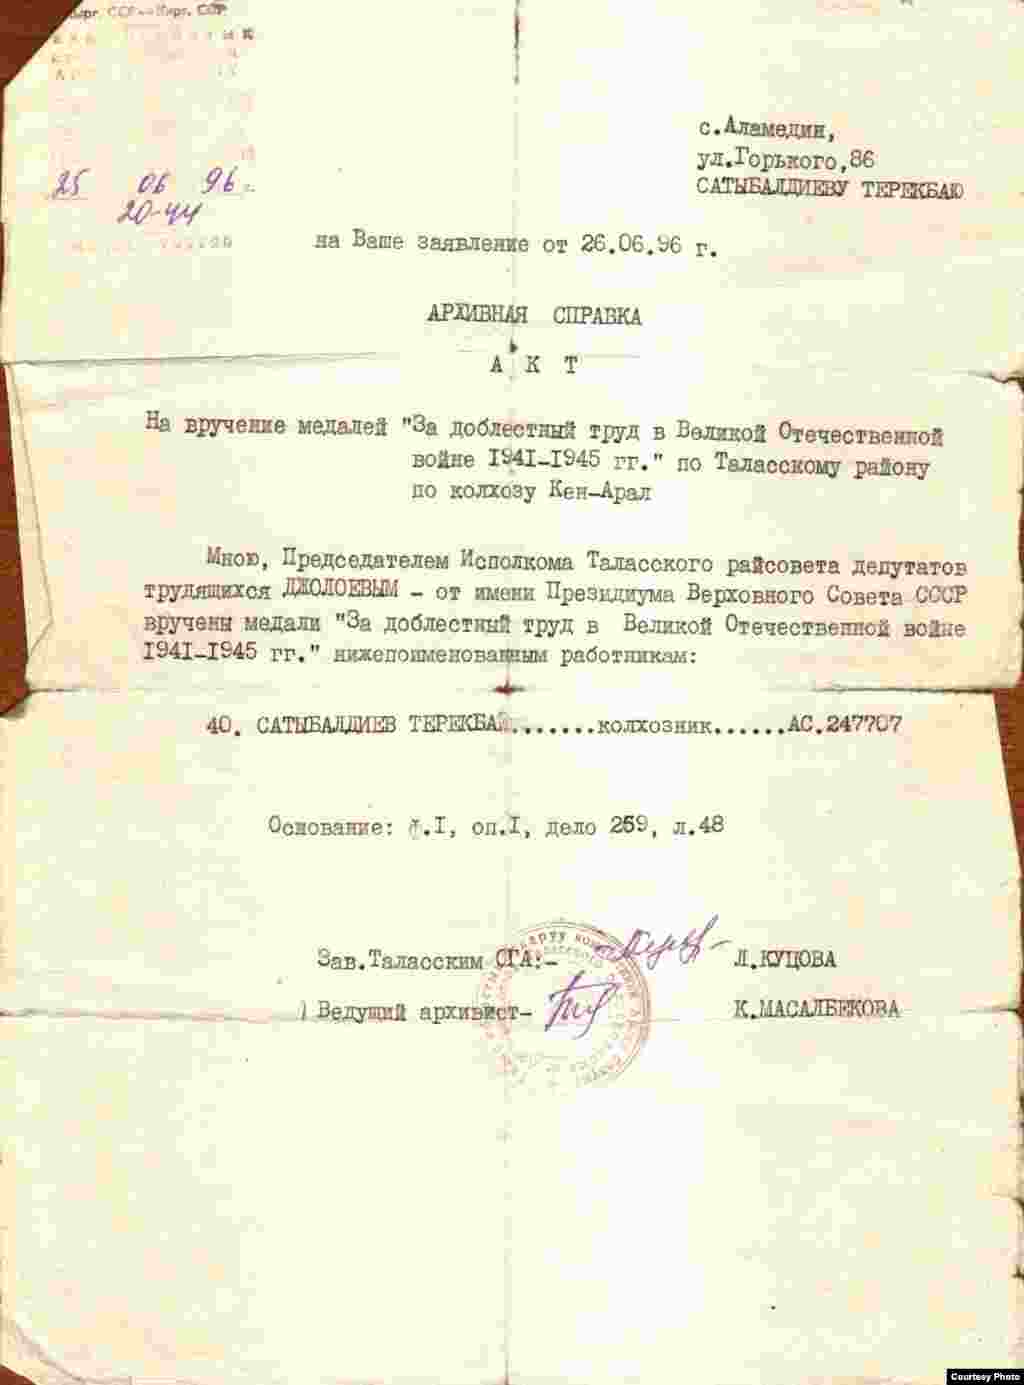 Кирг. ССР
25 06 96 г.
20-44
с.Аламедин,
ул.Горького,86
САТЫБАЛДИЕВУ ТЕРЕКБАЮ
на Ваше заявление от 26.06.96 г.
АРХИВНАЯ СПРАВКА
А К Т
На вручение медалей "За доблестный труд в Великой Отечественной
войне 1941-1945 гг." по Таласскому району
по колхозу Кен-Арал
Мною, Председателем Исполкома Таласского райсовета депутатов
трудящихся ДЖОЛОЕВЫМ - от имени Президиума Верховного Совета СССР
вручены медали "За доблестный труд в Великой Отечественной войне
1941-1945 гг." нижепоименованным работникам:
40. САТЫБАЛДИЕВ ТЕРЕКБАЙ.......колхозник......АС.247707
Основание: ф.I, оп.I, дело 259, л.48
Зав.Таласским СГА:- Л.КУЦОВА
Ведущий архивист- К.МАСАЛБЕКОВА
Courtesy Photo